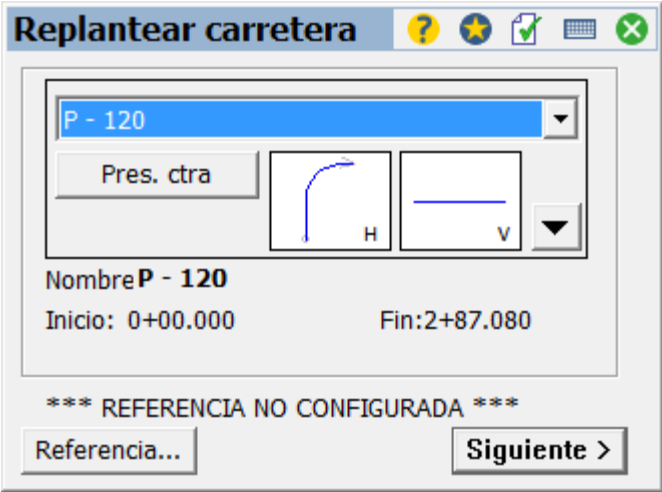 Replantear carretera ?
P - 120
Pres. ctra
H
V
Nombre P - 120
Inicio: 0+00.000 Fin:2+87.080
*** REFERENCIA NO CONFIGURADA ***
Referencia... Siguiente >